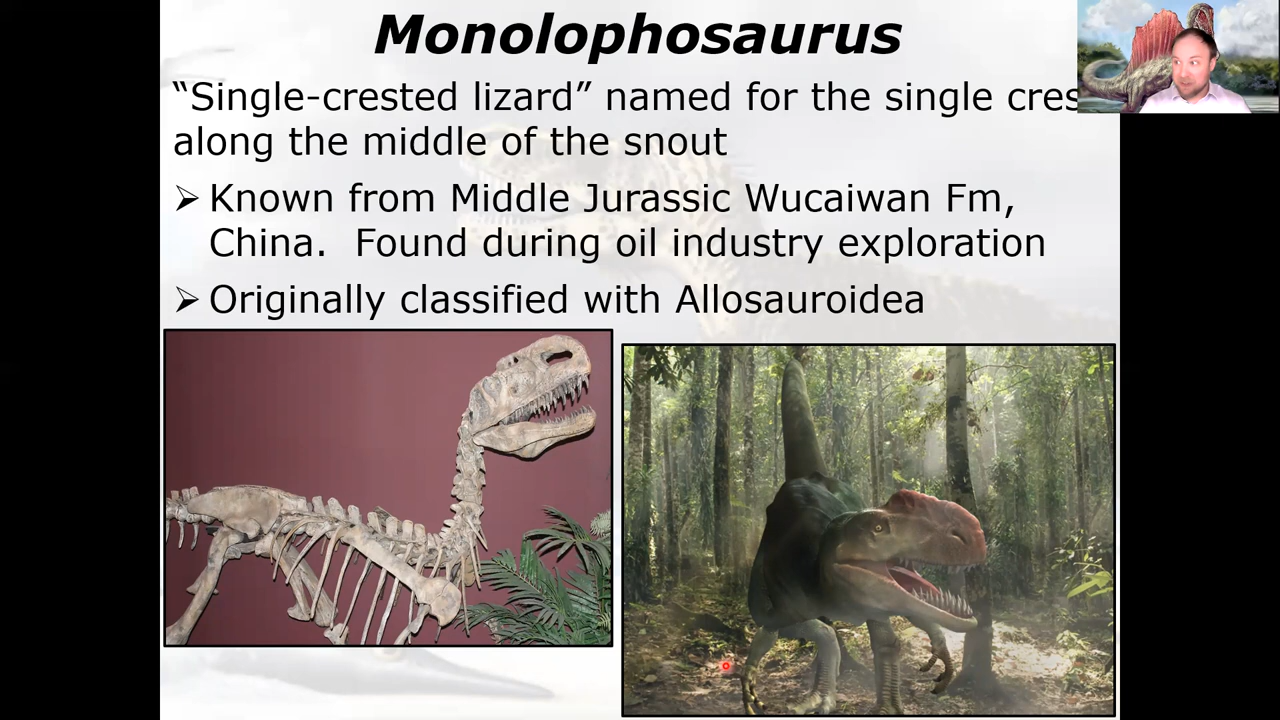 Monolophosaurus
“Single-crested lizard” named for the single cres
along the middle of the snout
➢ Known from Middle Jurassic Wucaiwan Fm,
China.  Found during oil industry exploration
➢ Originally classified with Allosauroidea